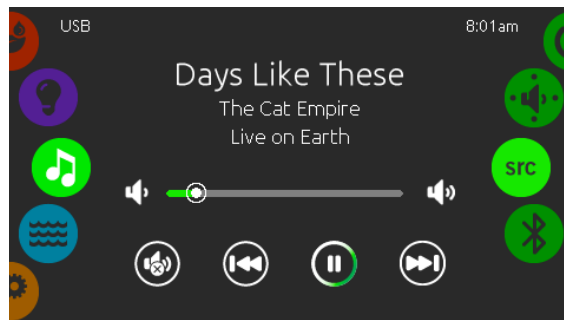 USB
8:01am
Days Like These
The Cat Empire
Live on Earth
src